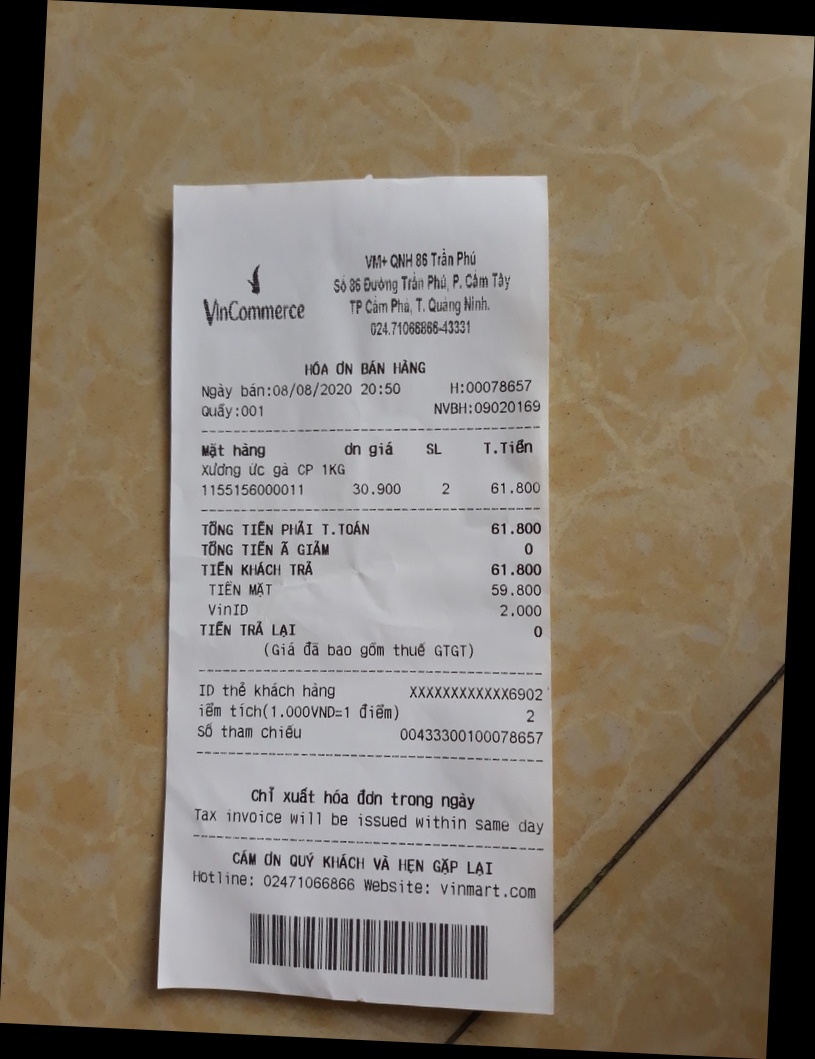 VinCommerce
VM+ QNH 86 Trần Phú
Số 86 Đường Trần Phú, P. Cẩm Tây
TP Cẩm Phả, T. Quảng Ninh.
024.71066866-43331
HÓA ƠN BÁN HÀNG
Ngày bán:08/08/2020 20:50 H:00078657
Quầy:001 NVBH:09020169
Mặt hàng ơn giá SL T.Tiền
Xương ức gà CP 1KG
1155156000011 30.900 2 61.800
TỔNG TIỀN PHẢI T.TOÁN 61.800
TỔNG TIỀN Ã GIẢM 0
TIỀN KHÁCH TRẢ 61.800
TIỀN MẶT 59.800
VinID 2.000
TIỀN TRẢ LẠI 0
(Giá đã bao gồm thuế GTGT)
ID thẻ khách hàng XXXXXXXXXXXX6902
iểm tích(1.000VND=1 điểm) 2
Số tham chiếu 00433300100078657
Chỉ xuất hóa đơn trong ngày
Tax invoice will be issued within same day
CẢM ƠN QUÝ KHÁCH VÀ HẸN GẶP LẠI
Hotline: 02471066866 Website: vinmart.com